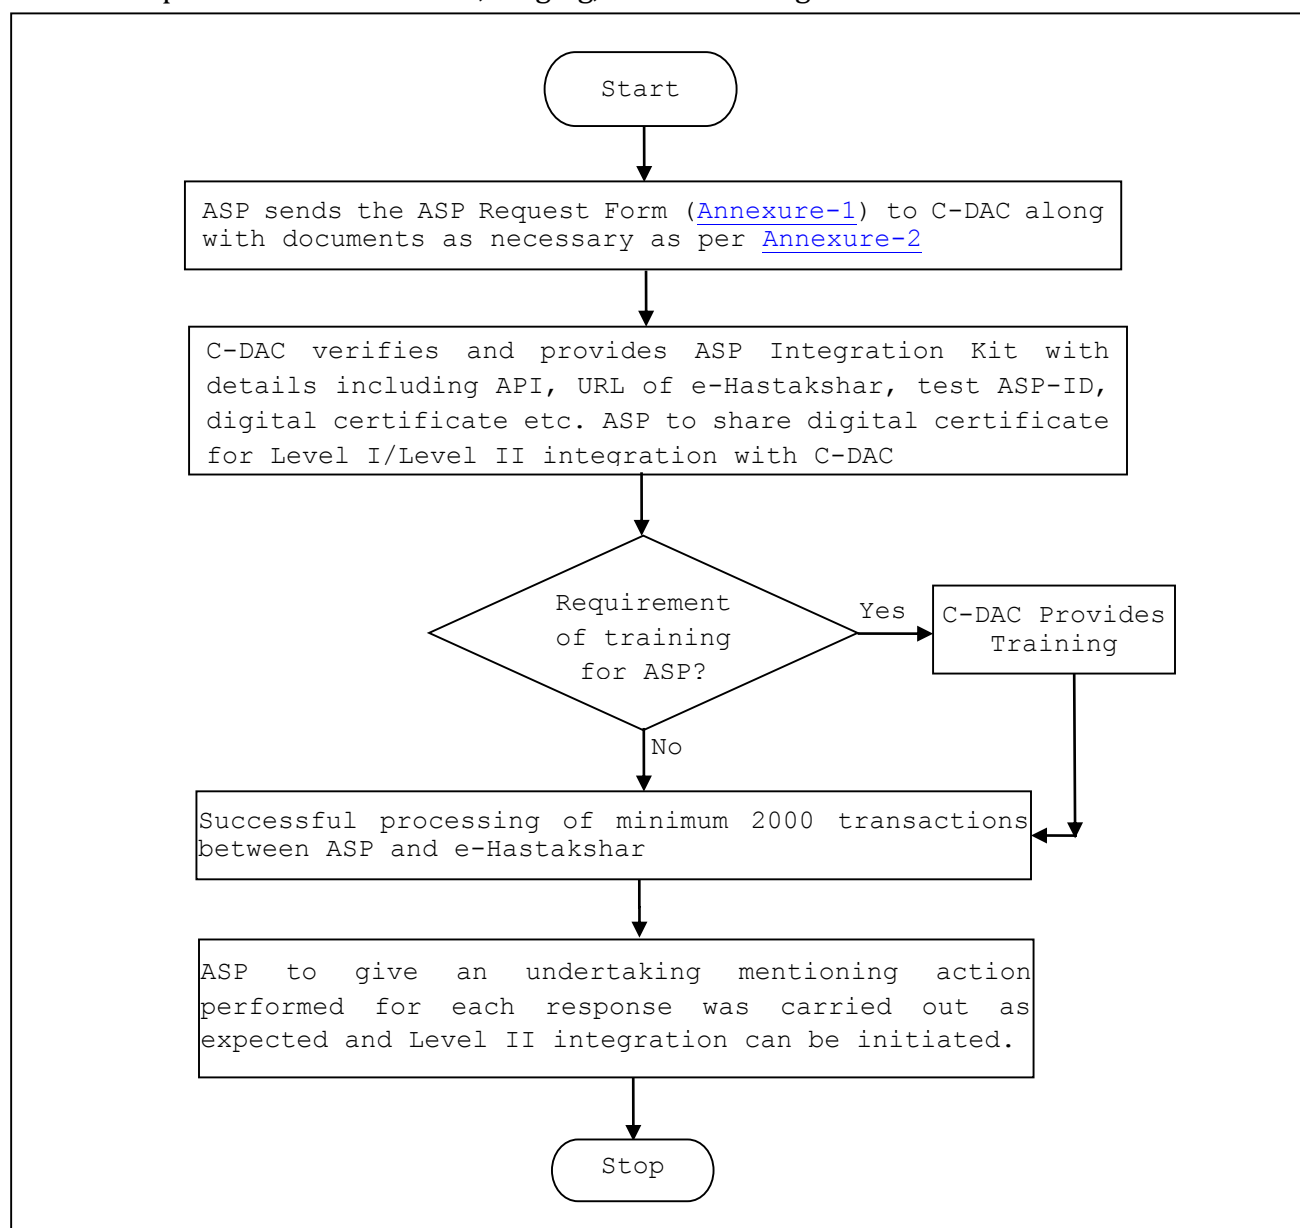 Start
ASP sends the ASP Request Form (Annexure-1) to C-DAC along
with documents as necessary as per Annexure-2
C-DAC verifies and provides ASP Integration Kit with
details including API, URL of e-Hastakshar, test ASP-ID,
digital certificate etc. ASP to share digital certificate
for Level I/Level II integration with C-DAC
Requirement
of training
for ASP?
Yes
C-DAC Provides
Training
No
Successful processing of minimum 2000 transactions
between ASP and e-Hastakshar
ASP to give an undertaking mentioning action
performed for each response was carried out as
expected and Level II integration can be initiated.
Stop